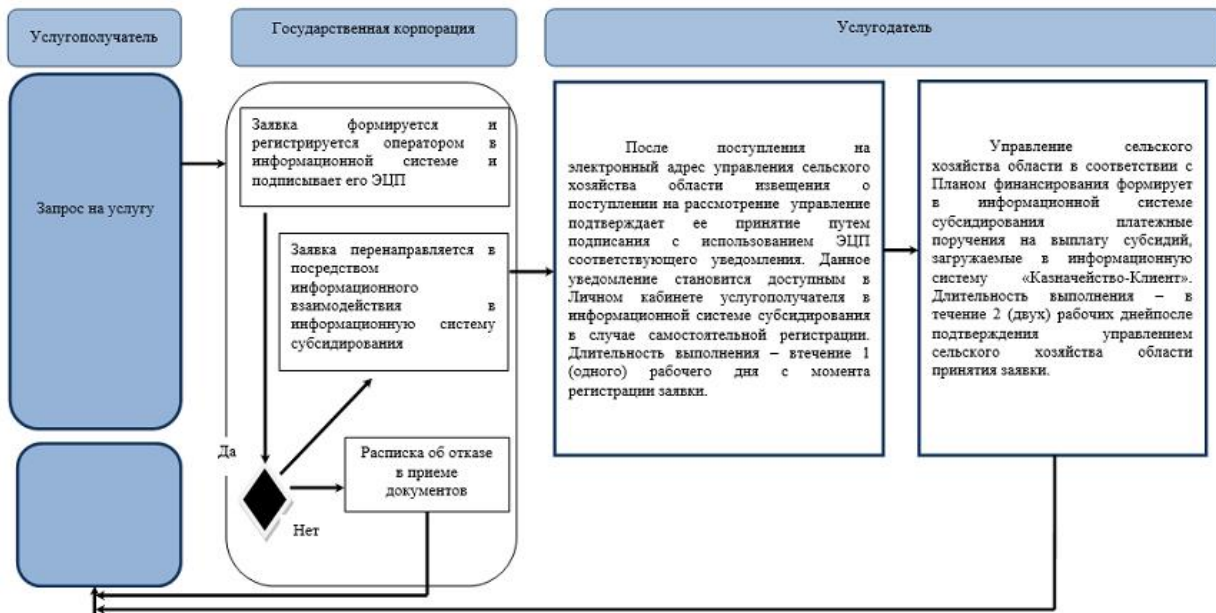 Услугополучатель
Государственная корпорация
Услугодатель
Запрос на услугу
Заявка формируется и
регистрируется оператором в
информационной системе и
подписывает его ЭЦП
Заявка перенаправляется в
посредством
информационного
взаимодействия в
информационную систему
субсидирования
Да
Расписка об отказе
в приеме
документов
Нет
После поступления на
электронный адрес управления сельского
хозяйства области извещения о
поступлении на рассмотрение управление
подтверждает ее принятие путем
подписания с использованием ЭЦП
соответствующего уведомления. Данное
уведомление становится доступным в
Личном кабинете услугополучателя в
информационной системе субсидирования
в случае самостоятельной регистрации.
Длительность выполнения – втечение 1
(одного) рабочего дня с момента
регистрации заявки.
Управление сельского
хозяйства области в соответствии с
Планом финансирования формирует
в информационной системе
субсидирования платежные
поручения на выплату субсидий,
загружаемые в информационную
систему «Казначейство-Клиент».
Длительность выполнения – в
течение 2 (двух) рабочих днейпосле
подтверждения управлением
сельского хозяйства области
принятия заявки.